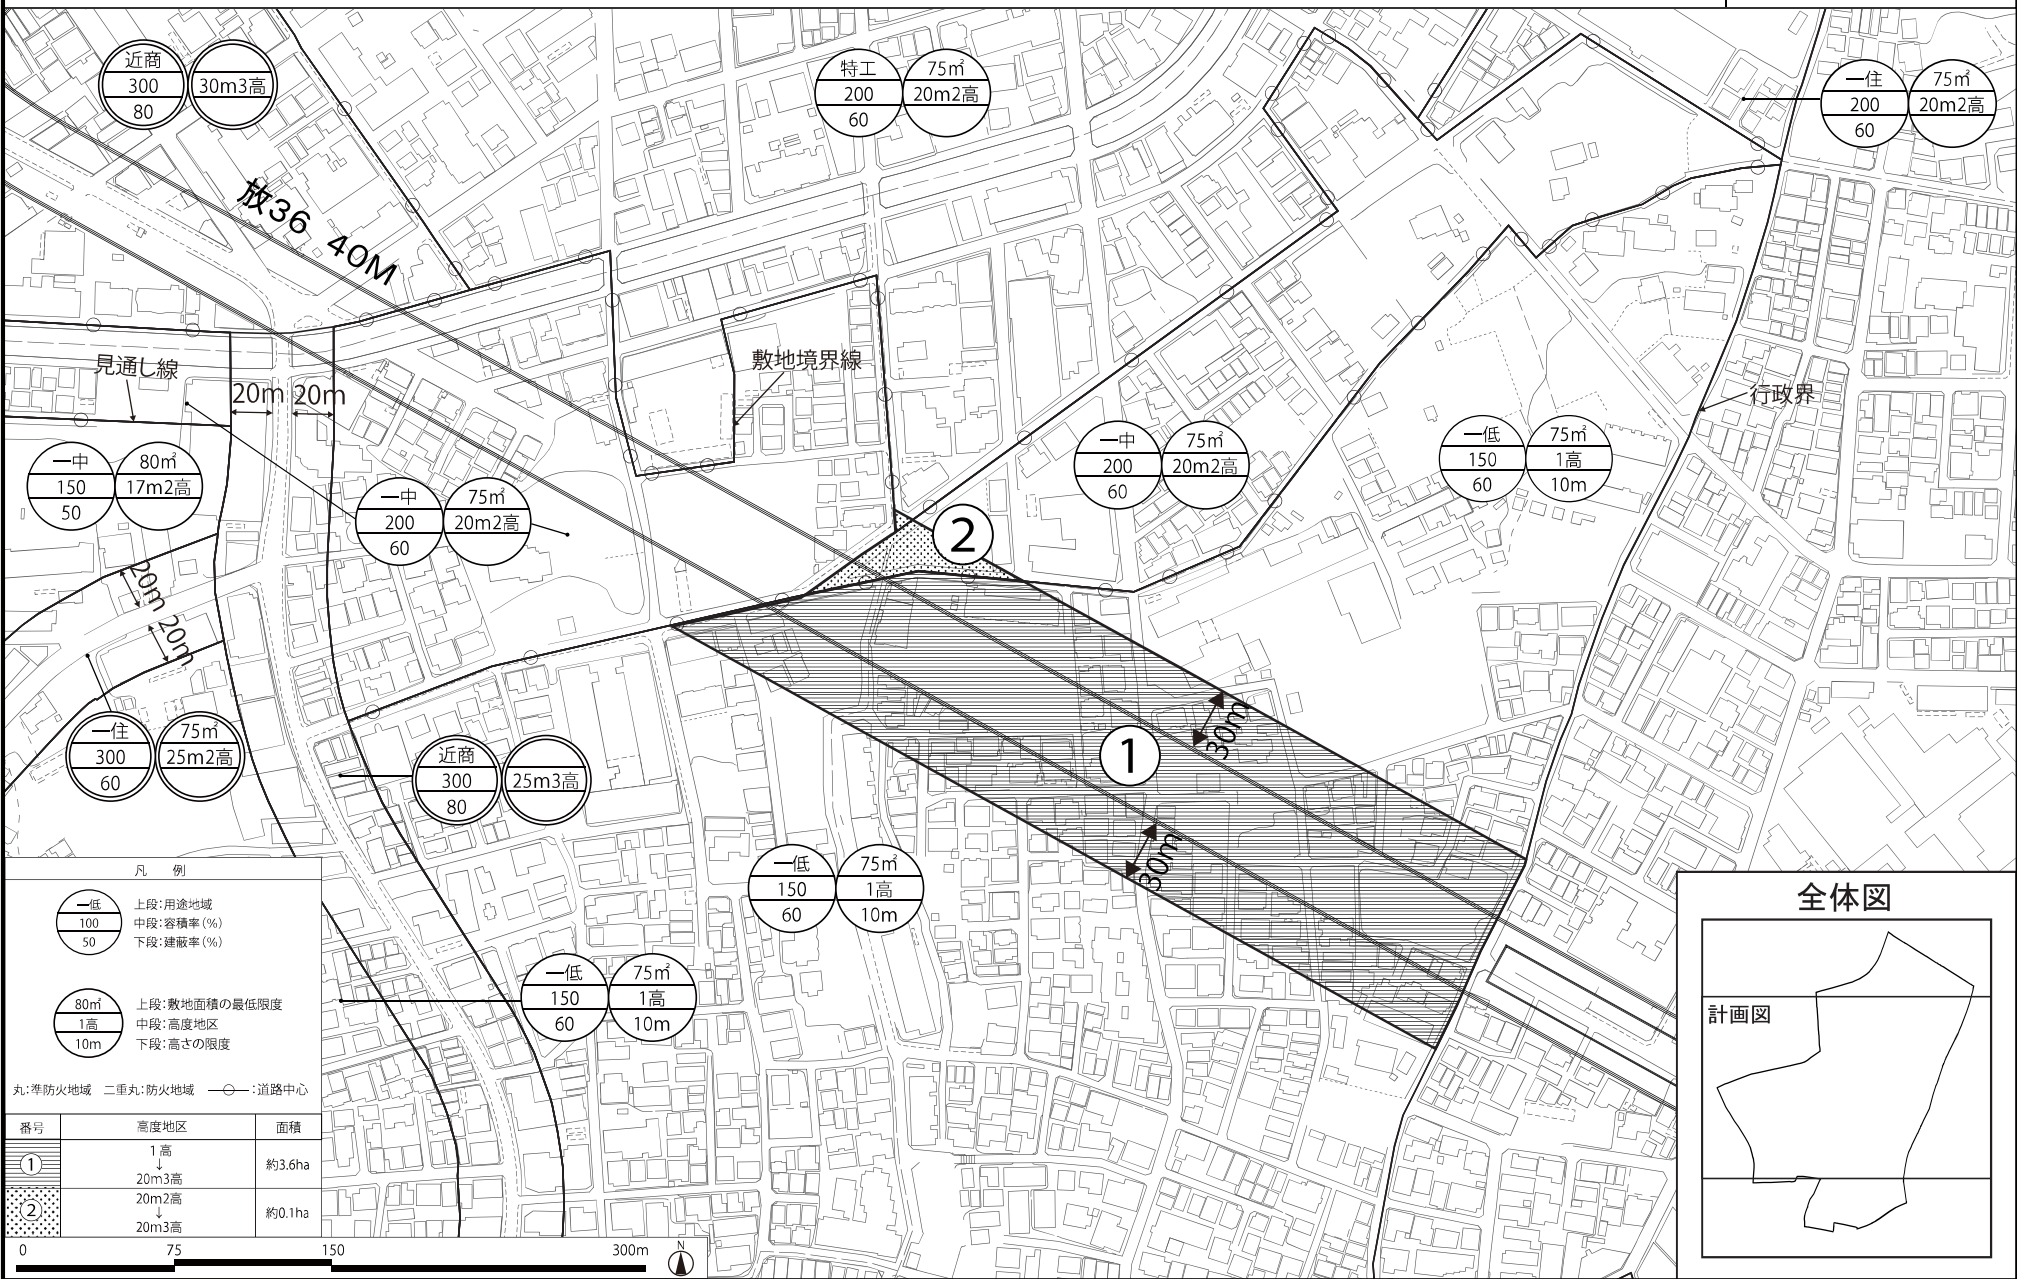 近商
300
80
30m3高
特工
200
60
75㎡
20m2高
一住
200
60
75㎡
20m2高
放36 40M
見通し線
20m
20m
敷地境界線
行政界
一中
150
50
80㎡
17m2高
一中
200
60
75㎡
20m2高
一中
200
60
75㎡
20m2高
一低
150
60
75㎡
1高
10m
2
20m
20m
一住
300
60
75㎡
25m2高
近商
300
80
25m3高
30m
1
30m
一低
150
60
75㎡
1高
10m
一低
150
60
75㎡
1高
10m
凡 例
一低
100
50
上段:用途地域
中段:容積率(%)
下段:建蔽率(%)
80㎡
1高
10m
上段:敷地面積の最低限度
中段:高度地区
下段:高さの限度
丸:準防火地域 二重丸:防火地域 :道路中心
番号 高度地区 面積
1
1高
↓
20m3高
約3.6ha
2
20m2高
↓
20m3高
約0.1ha
0 75 150 300m
N
全体図
計画図